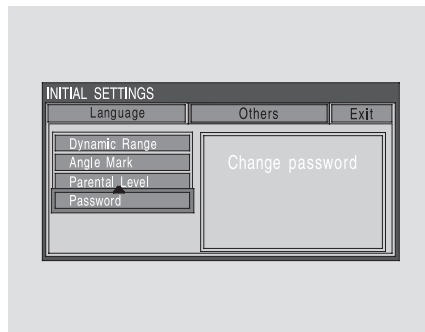 INITIAL SETTINGS
Language Others Exit
Dynamic Range
Angle Mark
Parental Level
Password
Change password